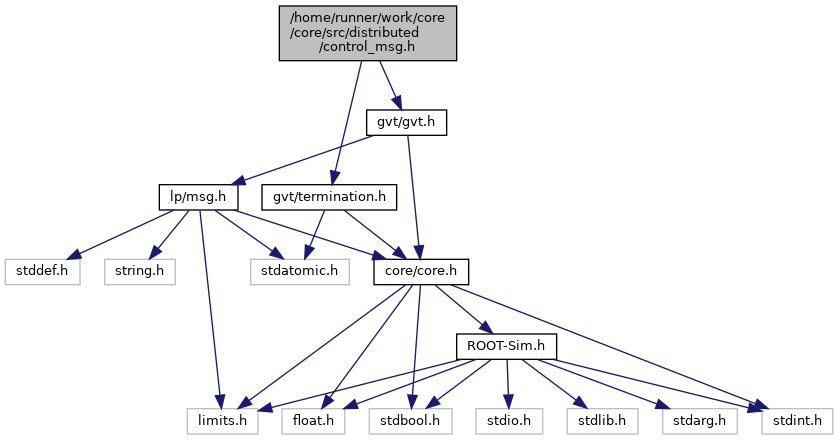 /home/runner/work/core
/core/src/distributed
/control_msg.h
gvt/gvt.h
lp/msg.h
gvt/termination.h
stddef.h
string.h
stdatomic.h
core/core.h
ROOT-Sim.h
limits.h
float.h
stdbool.h
stdio.h
stdlib.h
stdarg.h
stdint.h